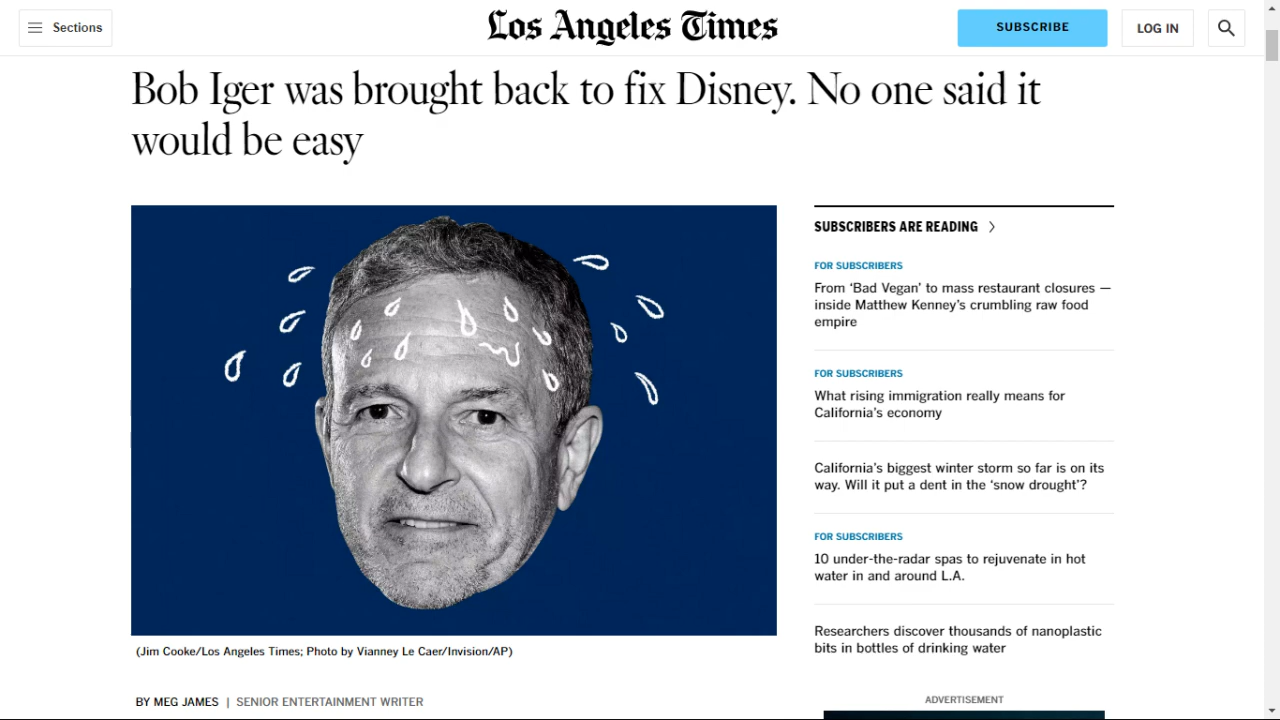 Sections
Los Angeles Times
SUBSCRIBE
LOG IN
Bob Iger was brought back to fix Disney. No one said it
would be easy
(Jim Cooke/Los Angeles Times; Photo by Vianney Le Caer/Invision/AP)
BY MEG JAMES | SENIOR ENTERTAINMENT WRITER
SUBSCRIBERS ARE READING
FOR SUBSCRIBERS
From ‘Bad Vegan’ to mass restaurant closures —
inside Matthew Kenney’s crumbling raw food
empire
FOR SUBSCRIBERS
What rising immigration really means for
California’s economy
California’s biggest winter storm so far is on its
way. Will it put a dent in the ‘snow drought’?
FOR SUBSCRIBERS
10 under-the-radar spas to rejuvenate in hot
water in and around L.A.
Researchers discover thousands of nanoplastic
bits in bottles of drinking water
ADVERTISEMENT